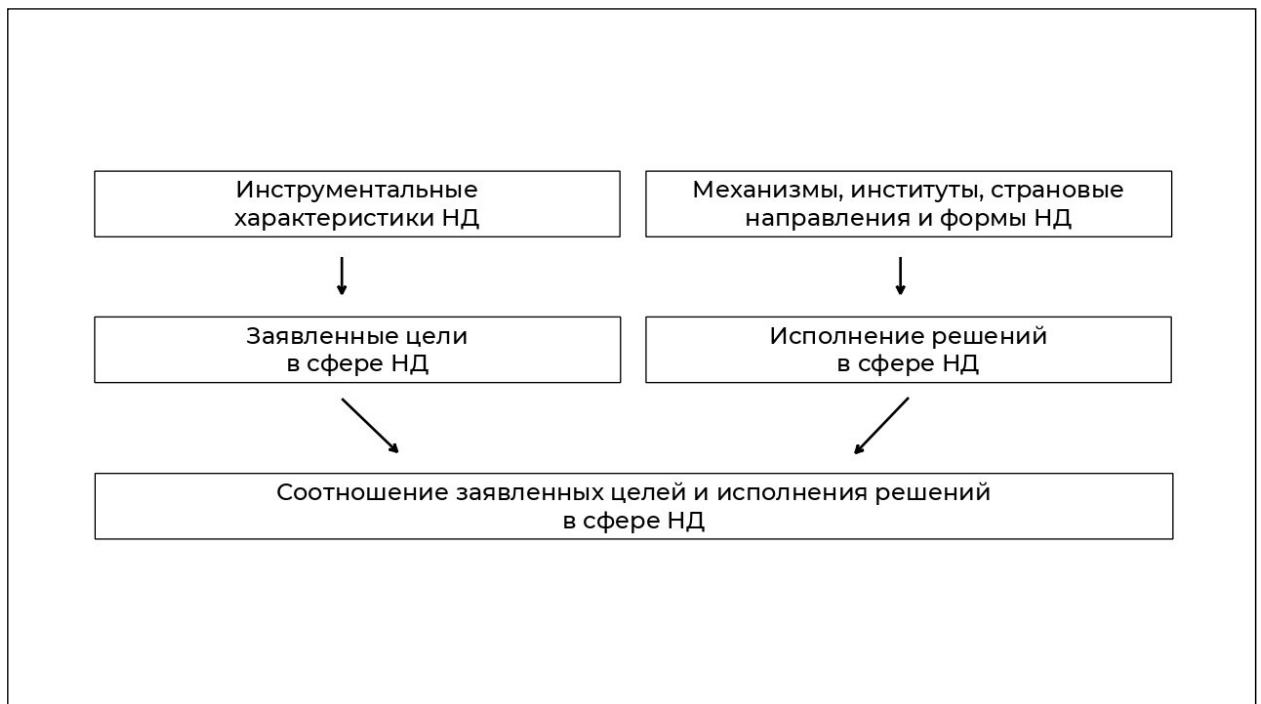 Инструментальные
характеристики НД
Механизмы, институты, страновые
направления и формы НД
Заявленные цели
в сфере НД
Исполнение решений
в сфере НД
Соотношение заявленных целей и исполнения решений
в сфере НД